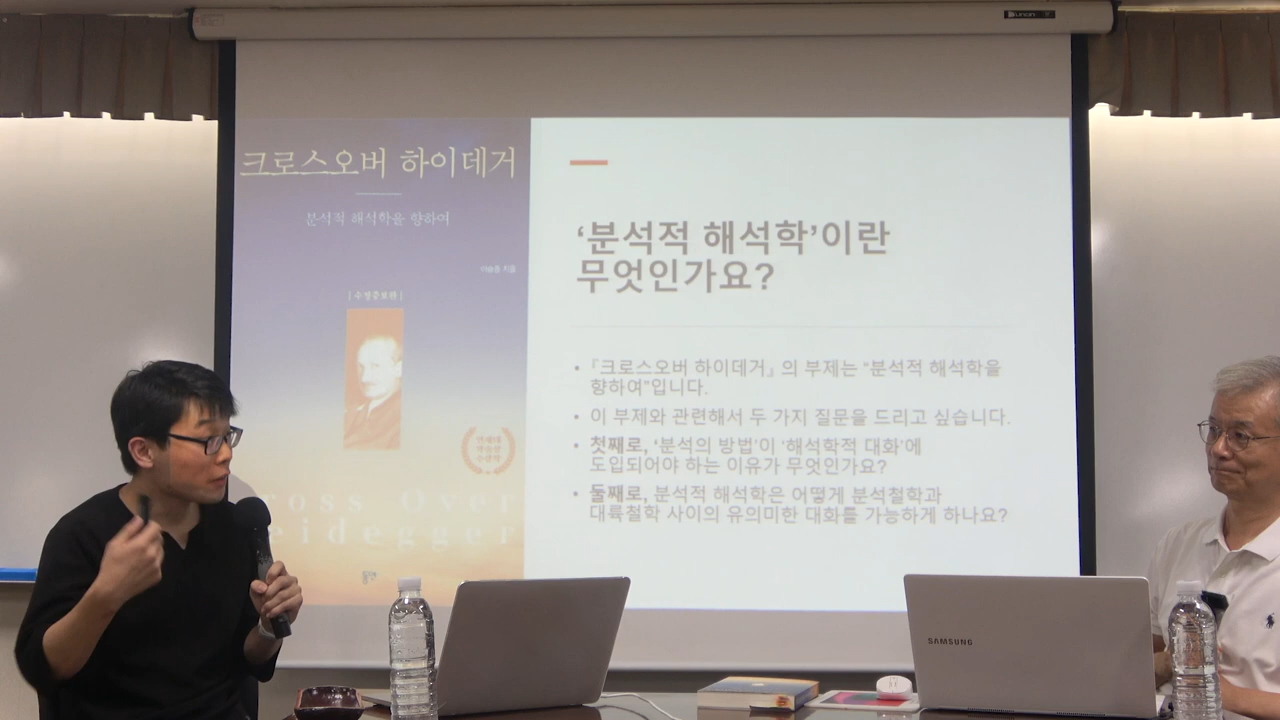 크로스오버 하이데거
분석적 해석학을 향하여
이승종 지음
| 수정증보판 |
ross Over
eidegger
‘분석적 해석학’이란
무엇인가요?
• 『크로스오버 하이데거』의 부제는 “분석적 해석학을
향하여”입니다.
• 이 부제와 관련해서 두 가지 질문을 드리고 싶습니다.
• 첫째로, ‘분석의 방법’이 ‘해석학적 대화’에
도입되어야 하는 이유가 무엇인가요?
• 둘째로, 분석적 해석학은 어떻게 분석철학과
대륙철학 사이의 유의미한 대화를 가능하게 하나요?
SAMSUNG